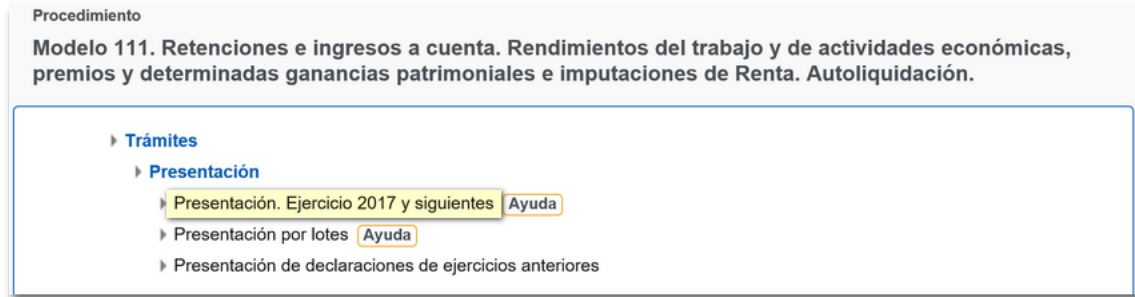 Procedimiento
Modelo 111. Retenciones e ingresos a cuenta. Rendimientos del trabajo y de actividades económicas,
premios y determinadas ganancias patrimoniales e imputaciones de Renta. Autoliquidación.
Trámites
Presentación
Presentación. Ejercicio 2017 y siguientes Ayuda
Presentación por lotes Ayuda
Presentación de declaraciones de ejercicios anteriores